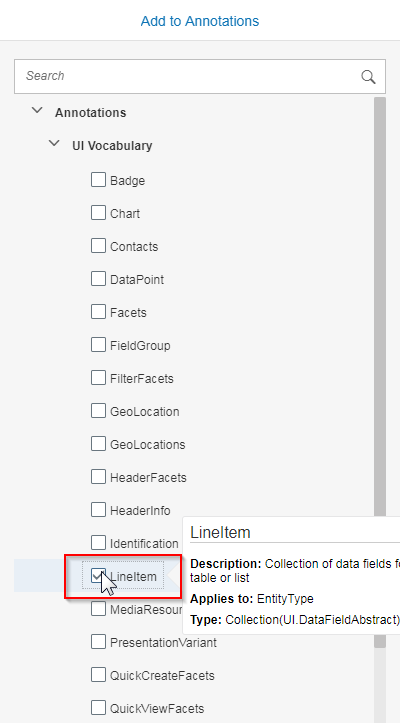 Add to Annotations
Search
Annotations
UI Vocabulary
Badge
Chart
Contacts
DataPoint
Facets
FieldGroup
FilterFacets
GeoLocation
GeoLocations
HeaderFacets
HeaderInfo
Identification
LineItem
MediaResour
PresentationVariant
QuickCreateFacets
QuickViewFacets
LineItem
Description: Collection of data fields fo
table or list
Applies to: EntityType
Type: Collection(UI.DataFieldAbstract)